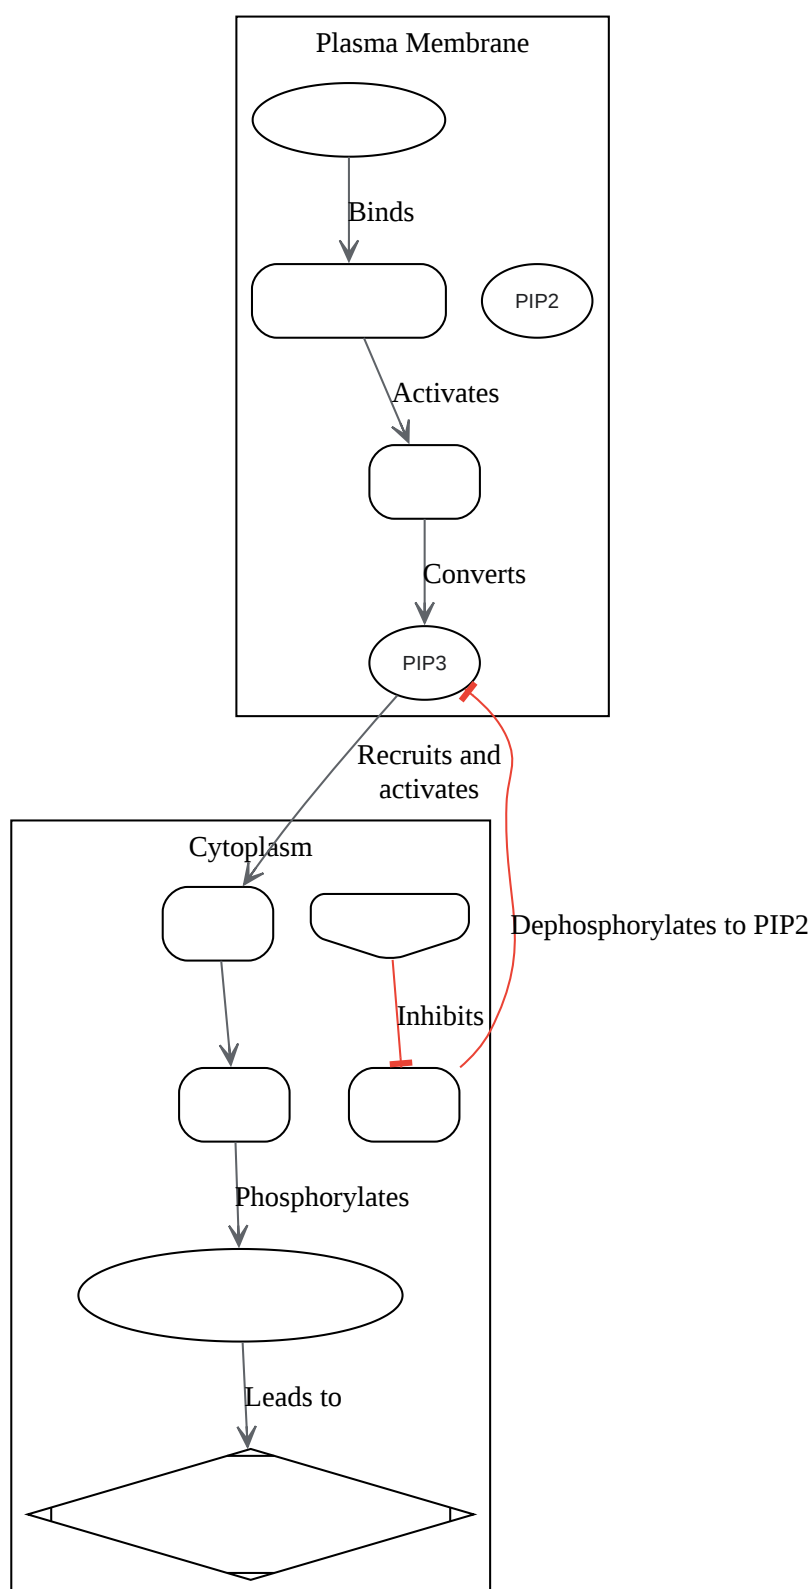 Plasma Membrane
Binds
PIP2
Activates
Converts
PIP3
Recruits and
activates
Cytoplasm
Dephosphorylates to PIP2
Inhibits
Phosphorylates
Leads to